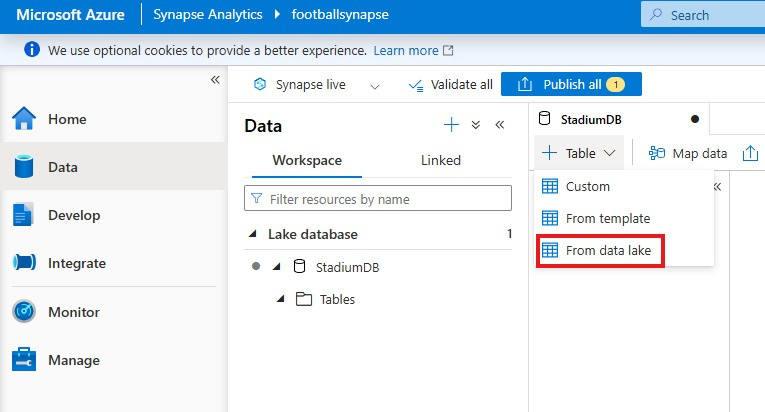 Microsoft Azure Synapse Analytics footballsynapse Search
We use optional cookies to provide a better experience. Learn more
Synapse live Validate all Publish all 1
Home
Data
Develop
Integrate
Monitor
Manage
Data
Workspace Linked
Filter resources by name
Lake database 1
StadiumDB
Tables
StadiumDB
Table Map data
Custom
From template
From data lake